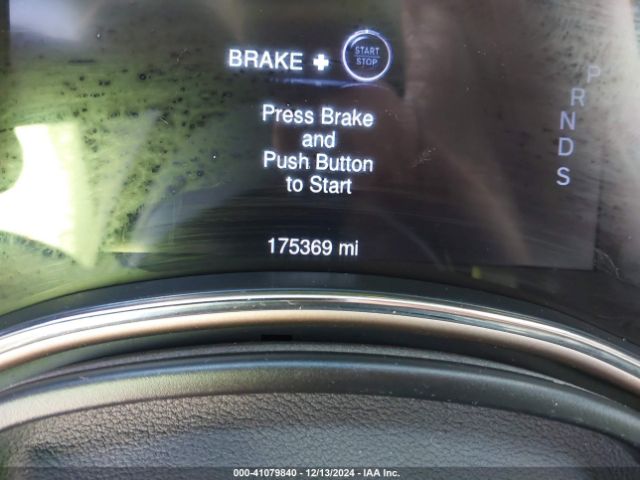 BRAKE + START STOP
Press Brake
and
Push Button
to Start
P
R
N
D
S
175369 mi
000-41079840 - 12/13/2024 - IAA Inc.